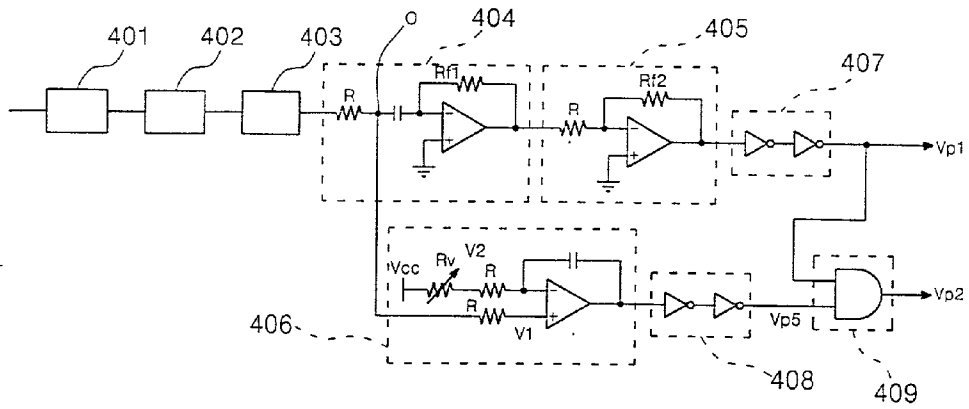 O
401 402 403 404 405 407
Rf1 Rf2
R R
- -
+ +
Vp1
Vcc Rv V2 R
-
R V1 +
Vp5 Vp2
406 408 409